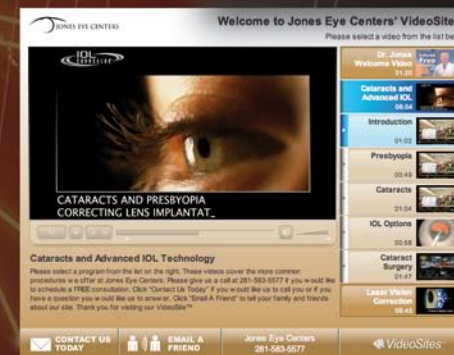 JONES EYE CENTERS
Welcome to Jones Eye Centers' VideoSite
Please select a video from the list be
IOL
CATARACTS AND PRESBYOPIA
CORRECTING LENS IMPLANTAT_
Dr. Jones
Welcome Video
01:00
Cataracts and
Advanced IOL
06:54
Introduction
01:02
Presbyopia
00:49
Cataracts
01:04
IOL Options
00:58
Cataract
Surgery
01:47
Laser Vision
Correction
08:45
Cataracts and Advanced IOL Technology
Please select a program from the list on the right. These videos cover the more common
procedures we offer at Jones Eye Centers. Please give us a call at 281-583-5577 if you would like
to schedule a FREE consultation. Click "Contact Us Today" if you would like us to call you or if you
have a question you would like us to answer. Click "Email A Friend" to tell your family and friends
about our site. Thank you for visiting our VideoSite™
CONTACT US
TODAY
EMAIL A
FRIEND
Jones Eye Centers
281-583-5577
VideoSites